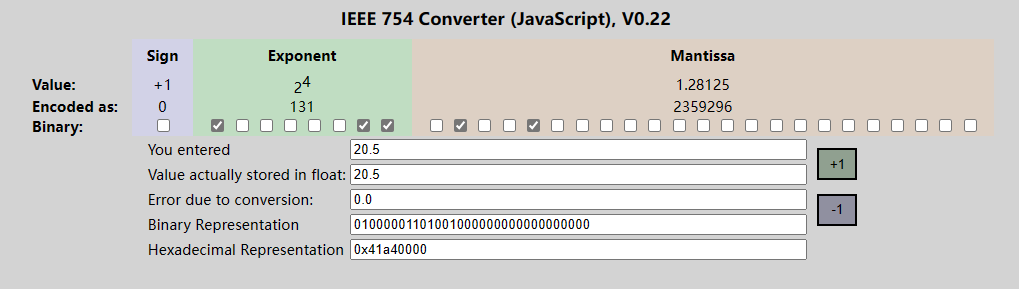 IEEE 754 Converter (JavaScript), V0.22
Sign Exponent Mantissa
Value: +1 2^4 1.28125
Encoded as: 0 131 2359296
Binary:
You entered 20.5
Value actually stored in float: 20.5
Error due to conversion: 0.0
Binary Representation 01000001101001000000000000000000
Hexadecimal Representation 0x41a40000
+1
-1